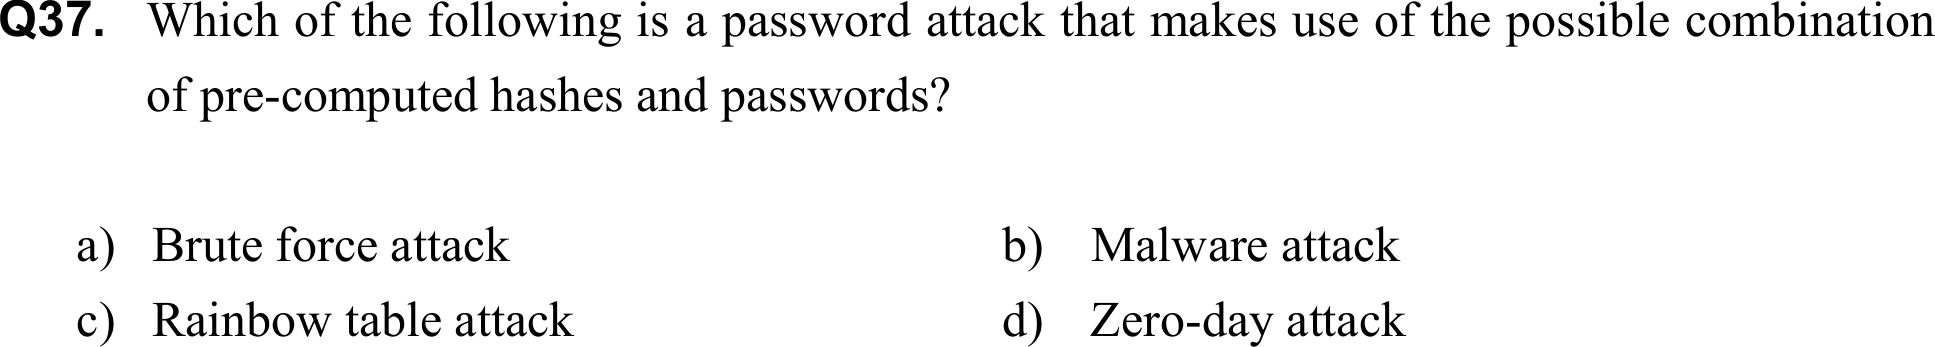 Q37. Which of the following is a password attack that makes use of the possible combination
of pre-computed hashes and passwords?
a) Brute force attack b) Malware attack
c) Rainbow table attack d) Zero-day attack